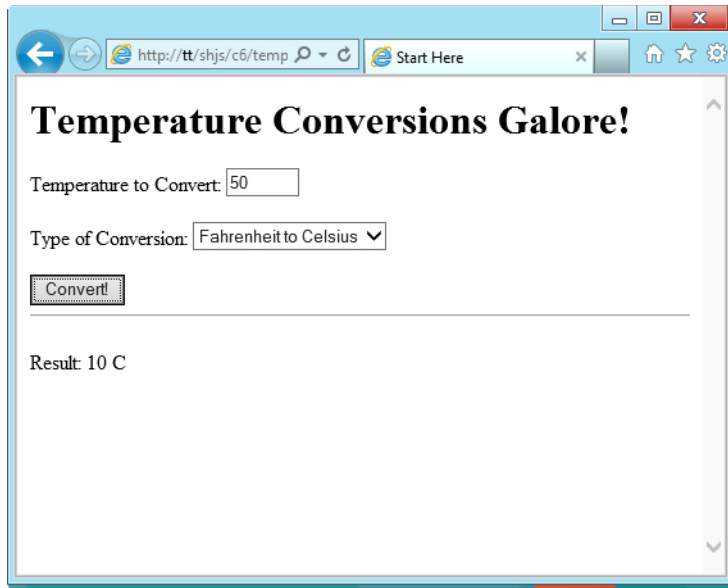 http://tt/shjs/c6/temp
Start Here
Temperature Conversions Galore!
Temperature to Convert: 50
Type of Conversion: Fahrenheit to Celsius
Convert!
Result: 10 C